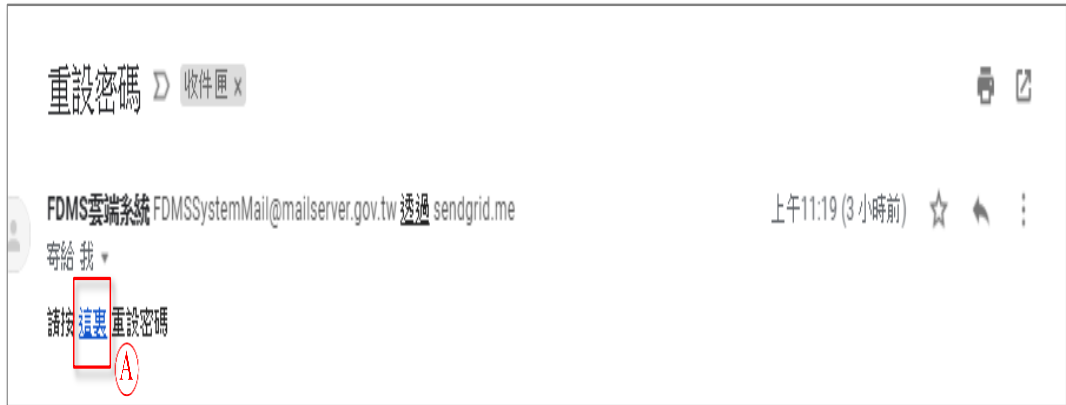 重設密碼 收件匣 x
FDMS雲端系統 FDMSSystemMail@mailserver.gov.tw 透過 sendgrid.me 上午11:19 (3 小時前)
寄給 我
請按 這裏 重設密碼
A